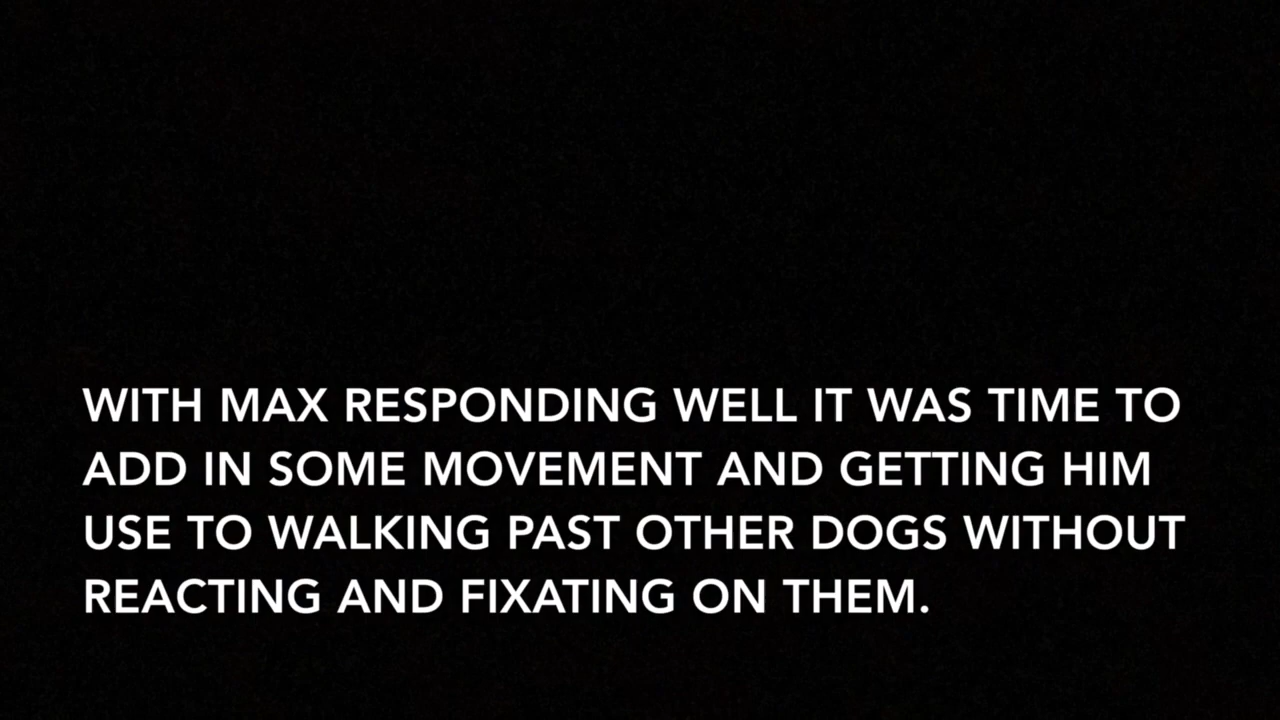 WITH MAX RESPONDING WELL IT WAS TIME TO
ADD IN SOME MOVEMENT AND GETTING HIM
USE TO WALKING PAST OTHER DOGS WITHOUT
REACTING AND FIXATING ON THEM.